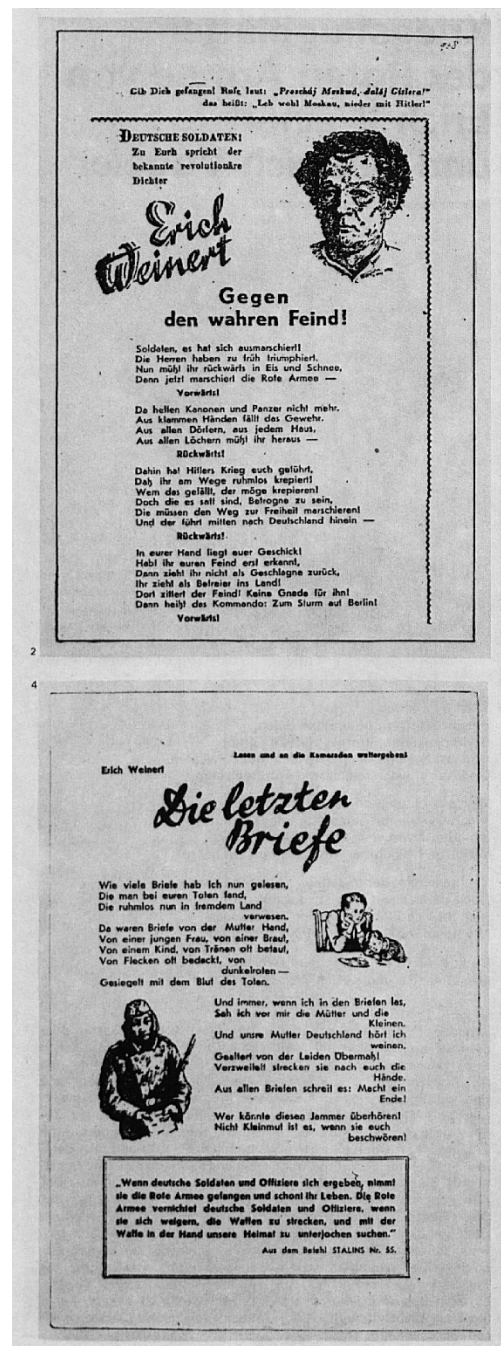 Gib Dich gefangen! Rufe laut: „Proscháj Moskwá, dolój Gitlera!"
das heißt: „Leb wohl Moskau, nieder mit Hitler!"
DEUTSCHE SOLDATEN!
Zu Euch spricht der
bekannte revolutionäre
Dichter
Erich
Weinert
Gegen
den wahren Feind!
Soldaten, es hat sich ausmarschiert!
Die Herren haben zu früh triumphiert.
Nun müßt ihr rückwärts in Eis und Schnee,
Denn jetzt marschiert die Rote Armee —
Vorwärts!
Da helfen Kanonen und Panzer nicht mehr.
Aus klammen Händen fällt das Gewehr.
Aus allen Dörfern, aus jedem Haus,
Aus allen Löchern müßt ihr heraus —
Rückwärts!
Dahin hat Hitlers Krieg euch geführt,
Daß ihr am Wege ruhmlos krepiert!
Wem das gefällt, der möge krepieren!
Doch die es satt sind, Betrogne zu sein,
Die müssen den Weg zur Freiheit marschieren!
Und der führt mitten nach Deutschland hinein —
Rückwärts!
In eurer Hand liegt euer Geschick!
Habt ihr euren Feind erst erkannt,
Dann zieht ihr nicht als Geschlagne zurück,
Ihr zieht als Befreier ins Land!
Dort zittert der Feind! Keine Gnade für ihn!
Dann heißt das Kommando: Zum Sturm auf Berlin!
Vorwärts!
2
4
Lesen und an die Kameraden weitergeben!
Erich Weinert
Die letzten
Briefe
Wie viele Briefe hab ich nun gelesen,
Die man bei euren Toten fand,
Die ruhmlos nun in fremdem Land
verwesen.
Da waren Briefe von der Mutter Hand,
Von einer jungen Frau, von einer Braut,
Von einem Kind, von Tränen oft betaut,
Von Flecken oft bedeckt, von
dunkelroten —
Gesiegelt mit dem Blut des Toten.
Und immer, wenn ich in den Briefen las,
Sah ich vor mir die Mütter und die
Kleinen.
Und unsre Mutter Deutschland hört ich
weinen,
Gealtert von der Leiden Übermaß!
Verzweifelt strecken sie nach euch die
Hände.
Aus allen Briefen schreit es: Macht ein
Ende!
Wer könnte diesen Jammer überhören!
Nicht Kleinmut ist es, wenn sie euch
beschwören!
„Wenn deutsche Soldaten und Offiziere sich ergeben, nimmt
sie die Rote Armee gefangen und schont ihr Leben. Die Rote
Armee vernichtet deutsche Soldaten und Offiziere, wenn
sie sich weigern, die Waffen zu strecken, und mit der
Waffe in der Hand unsere Heimat zu unterjochen suchen."
Aus dem Befehl STALINS Nr. 55.